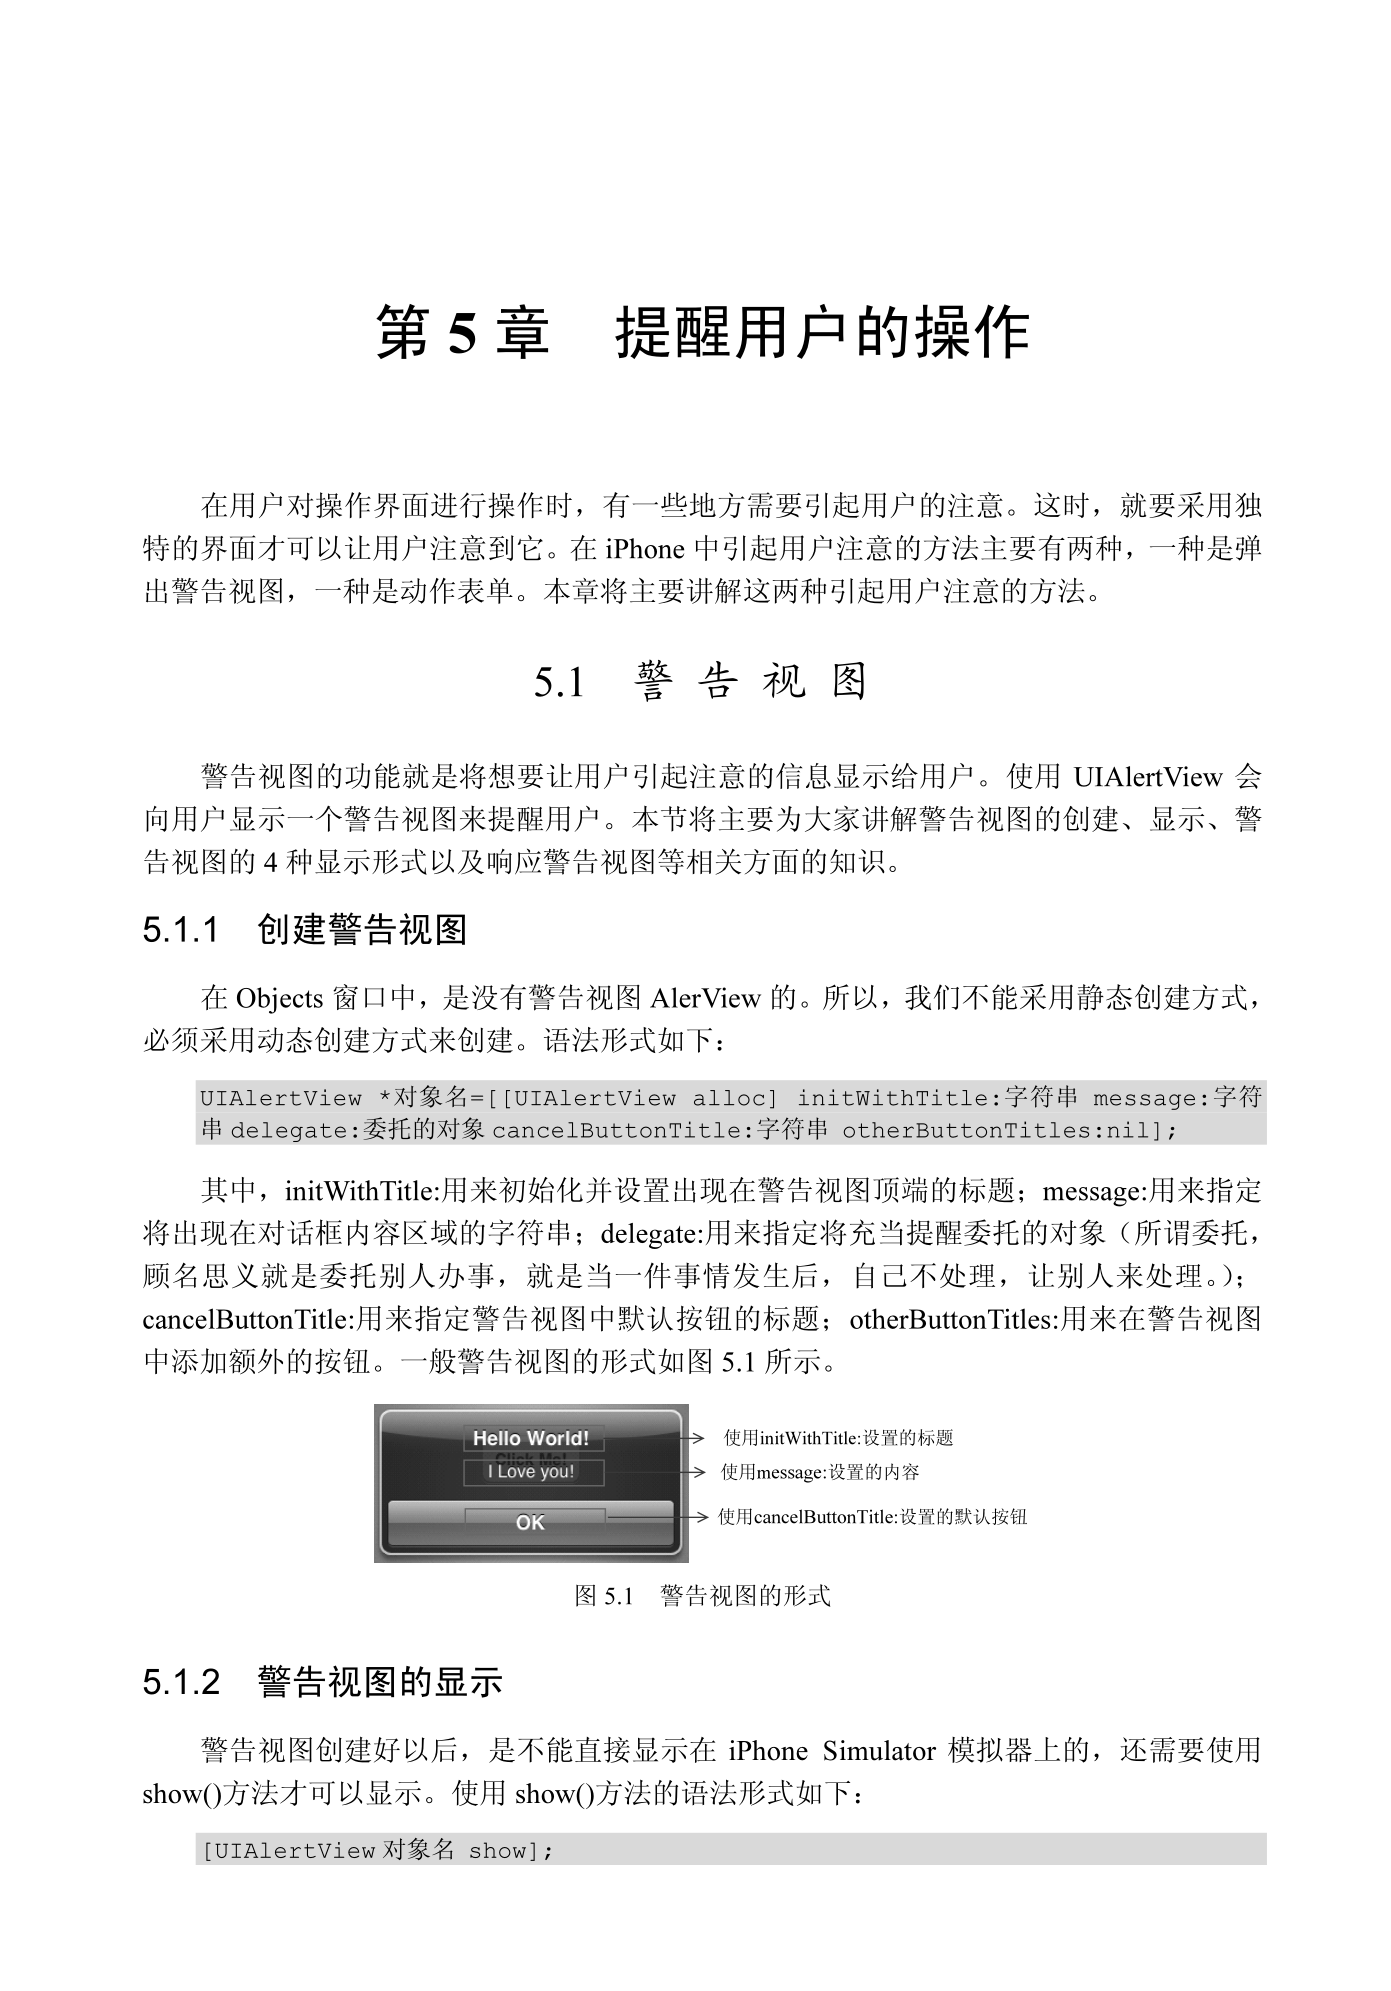 第 5 章　提醒用户的操作
在用户对操作界面进行操作时，有一些地方需要引起用户的注意。这时，就要采用独
特的界面才可以让用户注意到它。在 iPhone 中引起用户注意的方法主要有两种，一种是弹
出警告视图，一种是动作表单。本章将主要讲解这两种引起用户注意的方法。
5.1　警 告 视 图
警告视图的功能就是将想要让用户引起注意的信息显示给用户。使用 UIAlertView 会
向用户显示一个警告视图来提醒用户。本节将主要为大家讲解警告视图的创建、显示、警
告视图的 4 种显示形式以及响应警告视图等相关方面的知识。
5.1.1　创建警告视图
在 Objects 窗口中，是没有警告视图 AlerView 的。所以，我们不能采用静态创建方式，
必须采用动态创建方式来创建。语法形式如下：
UIAlertView *对象名=[[UIAlertView alloc] initWithTitle:字符串 message:字符
串 delegate:委托的对象 cancelButtonTitle:字符串 otherButtonTitles:nil];
其中，initWithTitle:用来初始化并设置出现在警告视图顶端的标题；message:用来指定
将出现在对话框内容区域的字符串；delegate:用来指定将充当提醒委托的对象（所谓委托，
顾名思义就是委托别人办事，就是当一件事情发生后，自己不处理，让别人来处理。）；
cancelButtonTitle:用来指定警告视图中默认按钮的标题；otherButtonTitles:用来在警告视图
中添加额外的按钮。一般警告视图的形式如图 5.1 所示。
Hello World!　使用initWithTitle:设置的标题
Click Me!
I Love you!　使用message:设置的内容
OK　使用cancelButtonTitle:设置的默认按钮
图 5.1　警告视图的形式
5.1.2　警告视图的显示
警告视图创建好以后，是不能直接显示在 iPhone Simulator 模拟器上的，还需要使用
show()方法才可以显示。使用 show()方法的语法形式如下：
[UIAlertView 对象名 show];